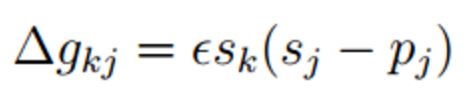 Δg_{kj} = ϵs_k(s_j − p_j)